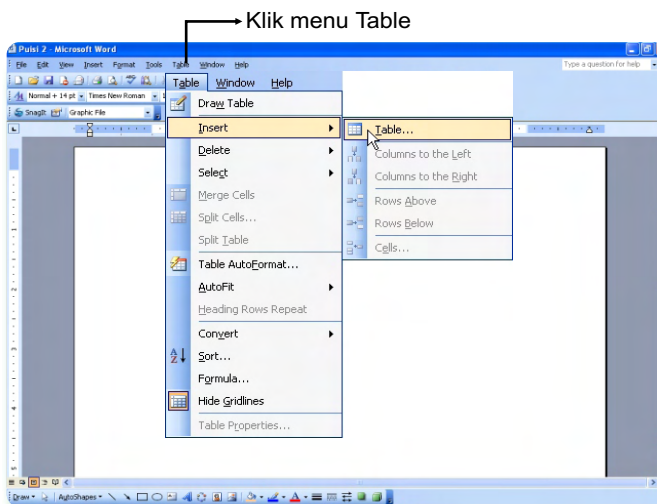 Klik menu Table
Puisi 2 - Microsoft Word
File Edit View Insert Format Tools Table Window Help
Type a question for help
Normal + 14 pt Times New Roman
SnagIt Graphic File
Table Window Help
Draw Table
Insert
Delete
Select
Merge Cells
Split Cells...
Split Table
Table AutoFormat...
AutoFit
Heading Rows Repeat
Convert
Sort...
Formula...
Hide Gridlines
Table Properties...
Table...
Columns to the Left
Columns to the Right
Rows Above
Rows Below
Cells...
Draw AutoShapes